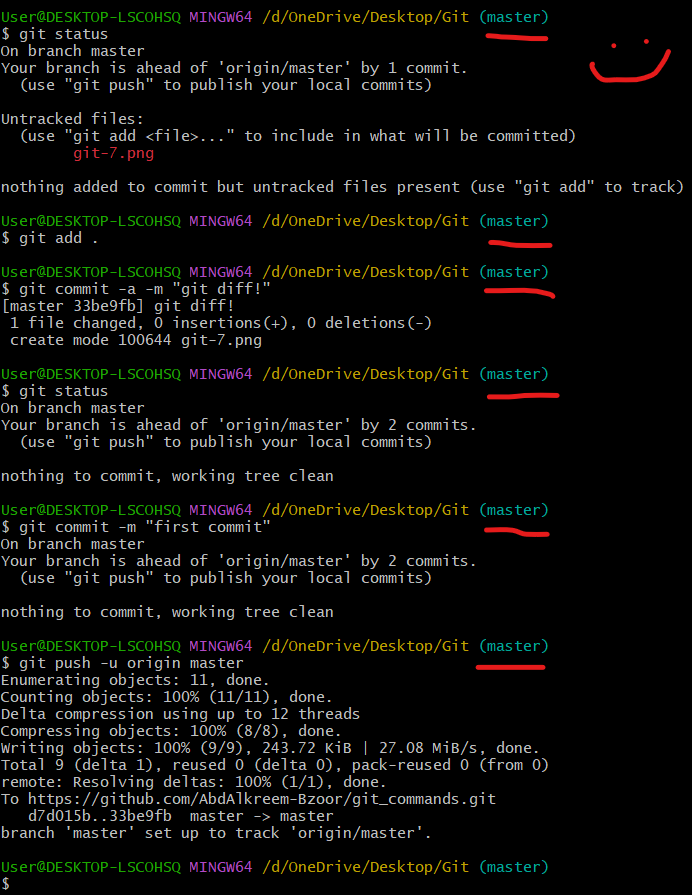 User@DESKTOP-LSCOHSQ MINGW64 /d/OneDrive/Desktop/Git (master)
$ git status
On branch master
Your branch is ahead of 'origin/master' by 1 commit.
  (use "git push" to publish your local commits)

Untracked files:
  (use "git add <file>..." to include in what will be committed)
        git-7.png

nothing added to commit but untracked files present (use "git add" to track)

User@DESKTOP-LSCOHSQ MINGW64 /d/OneDrive/Desktop/Git (master)
$ git add .

User@DESKTOP-LSCOHSQ MINGW64 /d/OneDrive/Desktop/Git (master)
$ git commit -a -m "git diff!"
[master 33be9fb] git diff!
 1 file changed, 0 insertions(+), 0 deletions(-)
 create mode 100644 git-7.png

User@DESKTOP-LSCOHSQ MINGW64 /d/OneDrive/Desktop/Git (master)
$ git status
On branch master
Your branch is ahead of 'origin/master' by 2 commits.
  (use "git push" to publish your local commits)

nothing to commit, working tree clean

User@DESKTOP-LSCOHSQ MINGW64 /d/OneDrive/Desktop/Git (master)
$ git commit -m "first commit"
On branch master
Your branch is ahead of 'origin/master' by 2 commits.
  (use "git push" to publish your local commits)

nothing to commit, working tree clean

User@DESKTOP-LSCOHSQ MINGW64 /d/OneDrive/Desktop/Git (master)
$ git push -u origin master
Enumerating objects: 11, done.
Counting objects: 100% (11/11), done.
Delta compression using up to 12 threads
Compressing objects: 100% (8/8), done.
Writing objects: 100% (9/9), 243.72 KiB | 27.08 MiB/s, done.
Total 9 (delta 1), reused 0 (delta 0), pack-reused 0 (from 0)
remote: Resolving deltas: 100% (1/1), done.
To https://github.com/AbdAlkreem-Bzoor/git_commands.git
   d7d015b..33be9fb  master -> master
branch 'master' set up to track 'origin/master'.

User@DESKTOP-LSCOHSQ MINGW64 /d/OneDrive/Desktop/Git (master)
$